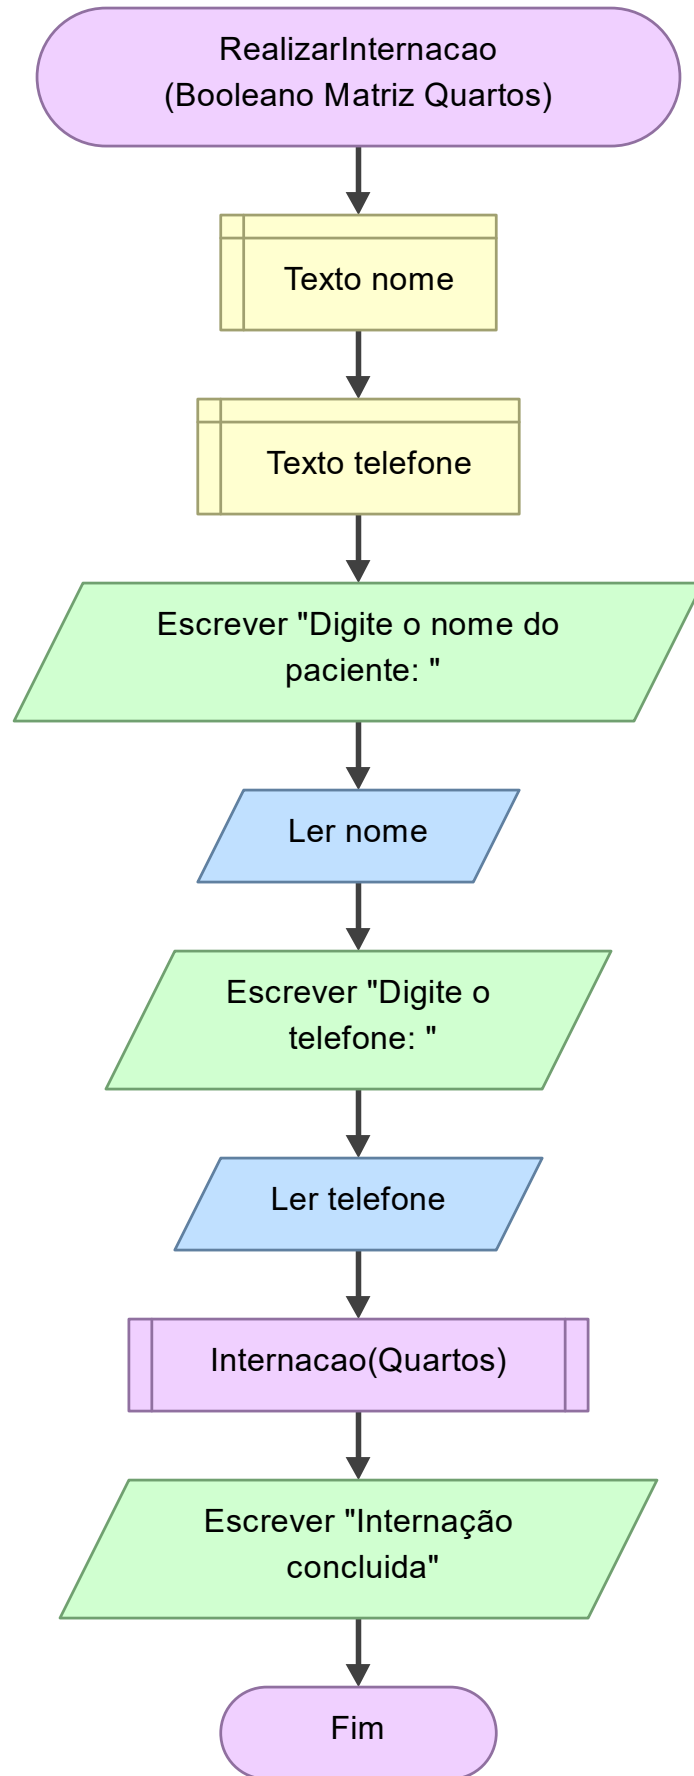 RealizarInternacao
(Booleano Matriz Quartos)
Texto nome
Texto telefone
Escrever "Digite o nome do
paciente: "
Ler nome
Escrever "Digite o
telefone: "
Ler telefone
Internacao(Quartos)
Escrever "Internação
concluida"
Fim